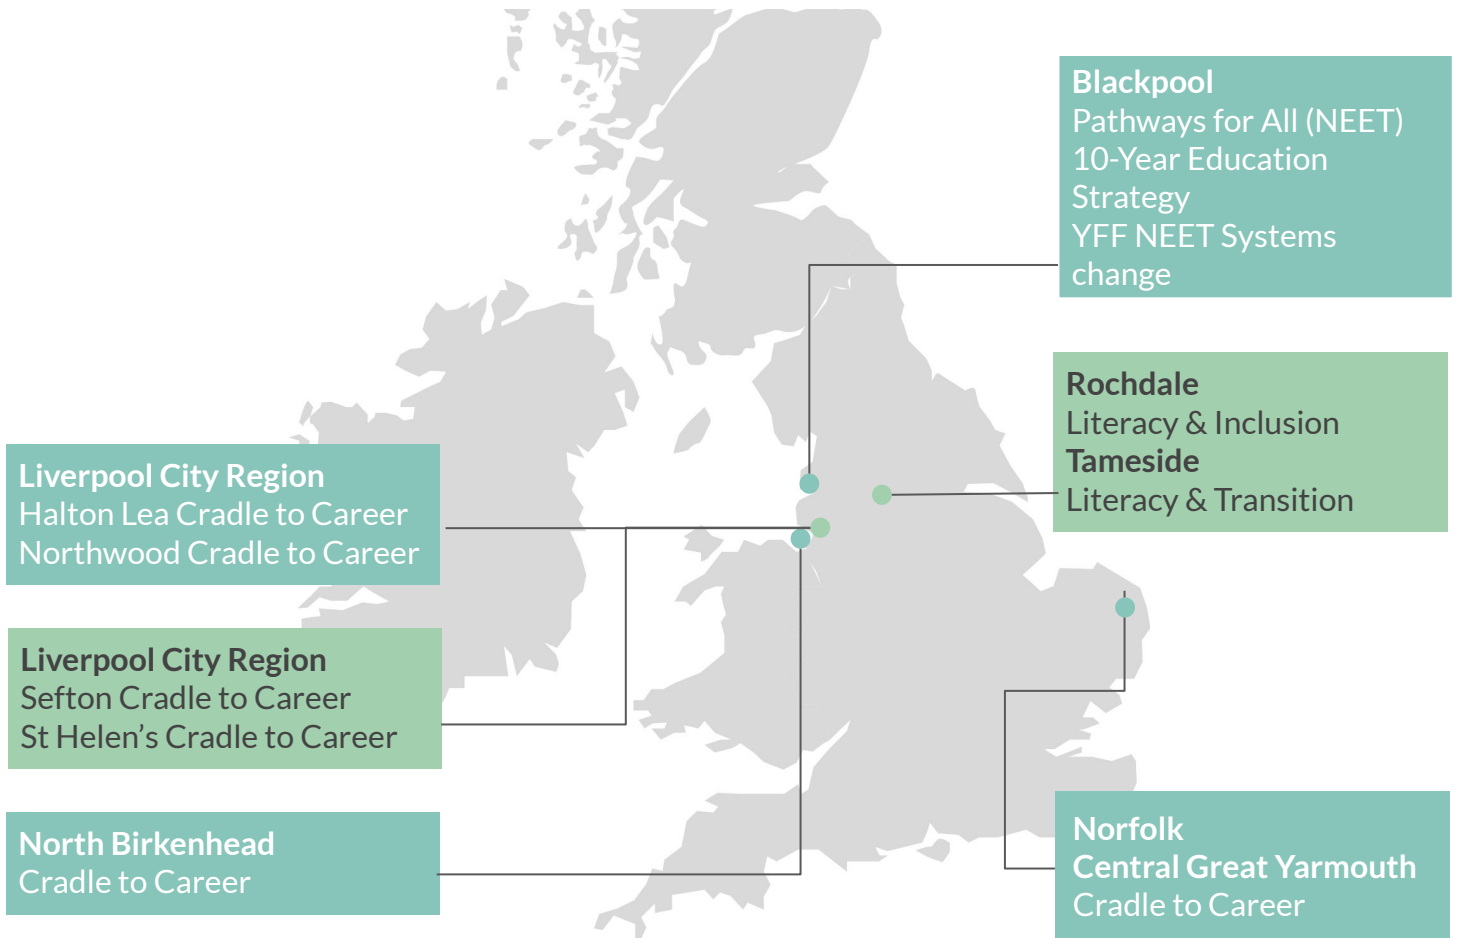 Blackpool
Pathways for All (NEET)
10-Year Education
Strategy
YFF NEET Systems
change
Rochdale
Literacy & Inclusion
Tameside
Literacy & Transition
Liverpool City Region
Halton Lea Cradle to Career
Northwood Cradle to Career
Liverpool City Region
Sefton Cradle to Career
St Helen’s Cradle to Career
North Birkenhead
Cradle to Career
Norfolk
Central Great Yarmouth
Cradle to Career